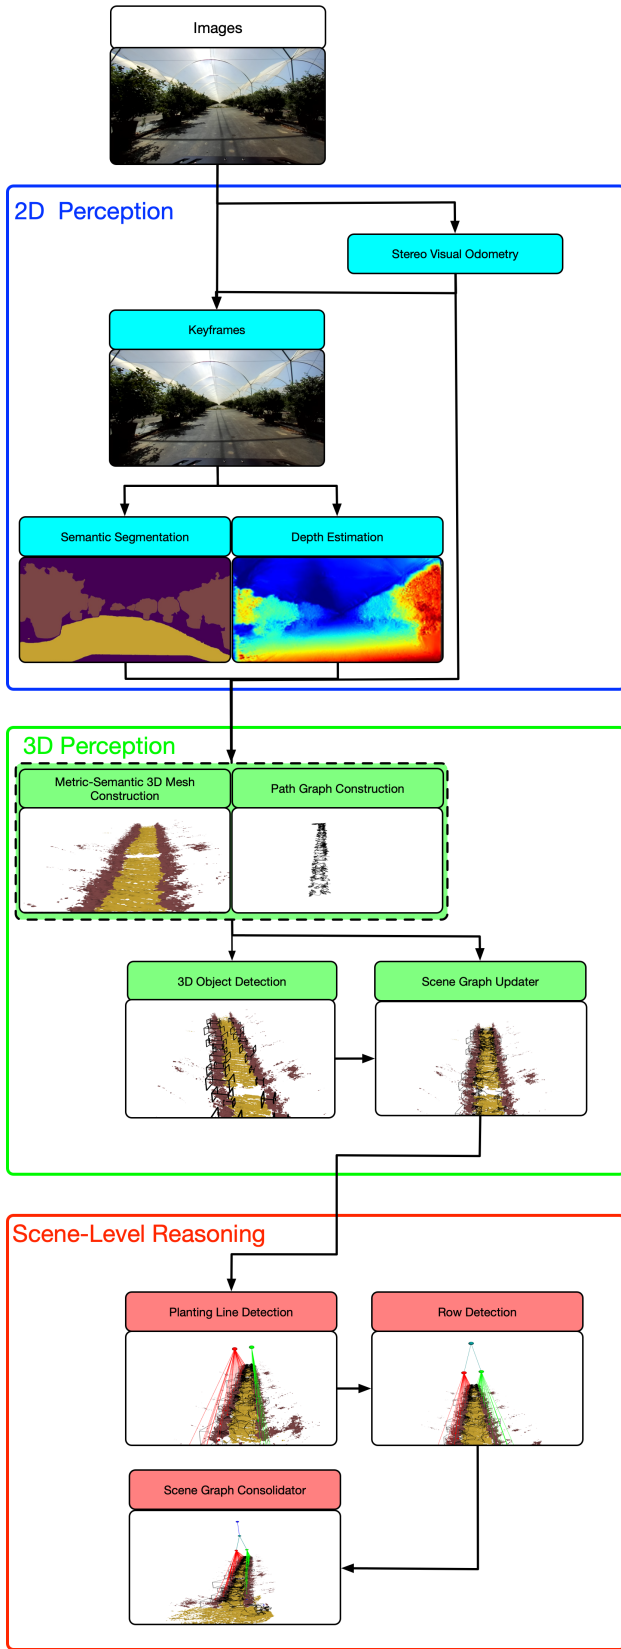 Images
2D Perception
Stereo Visual Odometry
Keyframes
Semantic Segmentation
Depth Estimation
3D Perception
Metric-Semantic 3D Mesh
Construction
Path Graph Construction
3D Object Detection
Scene Graph Updater
Scene-Level Reasoning
Planting Line Detection
Row Detection
Scene Graph Consolidator